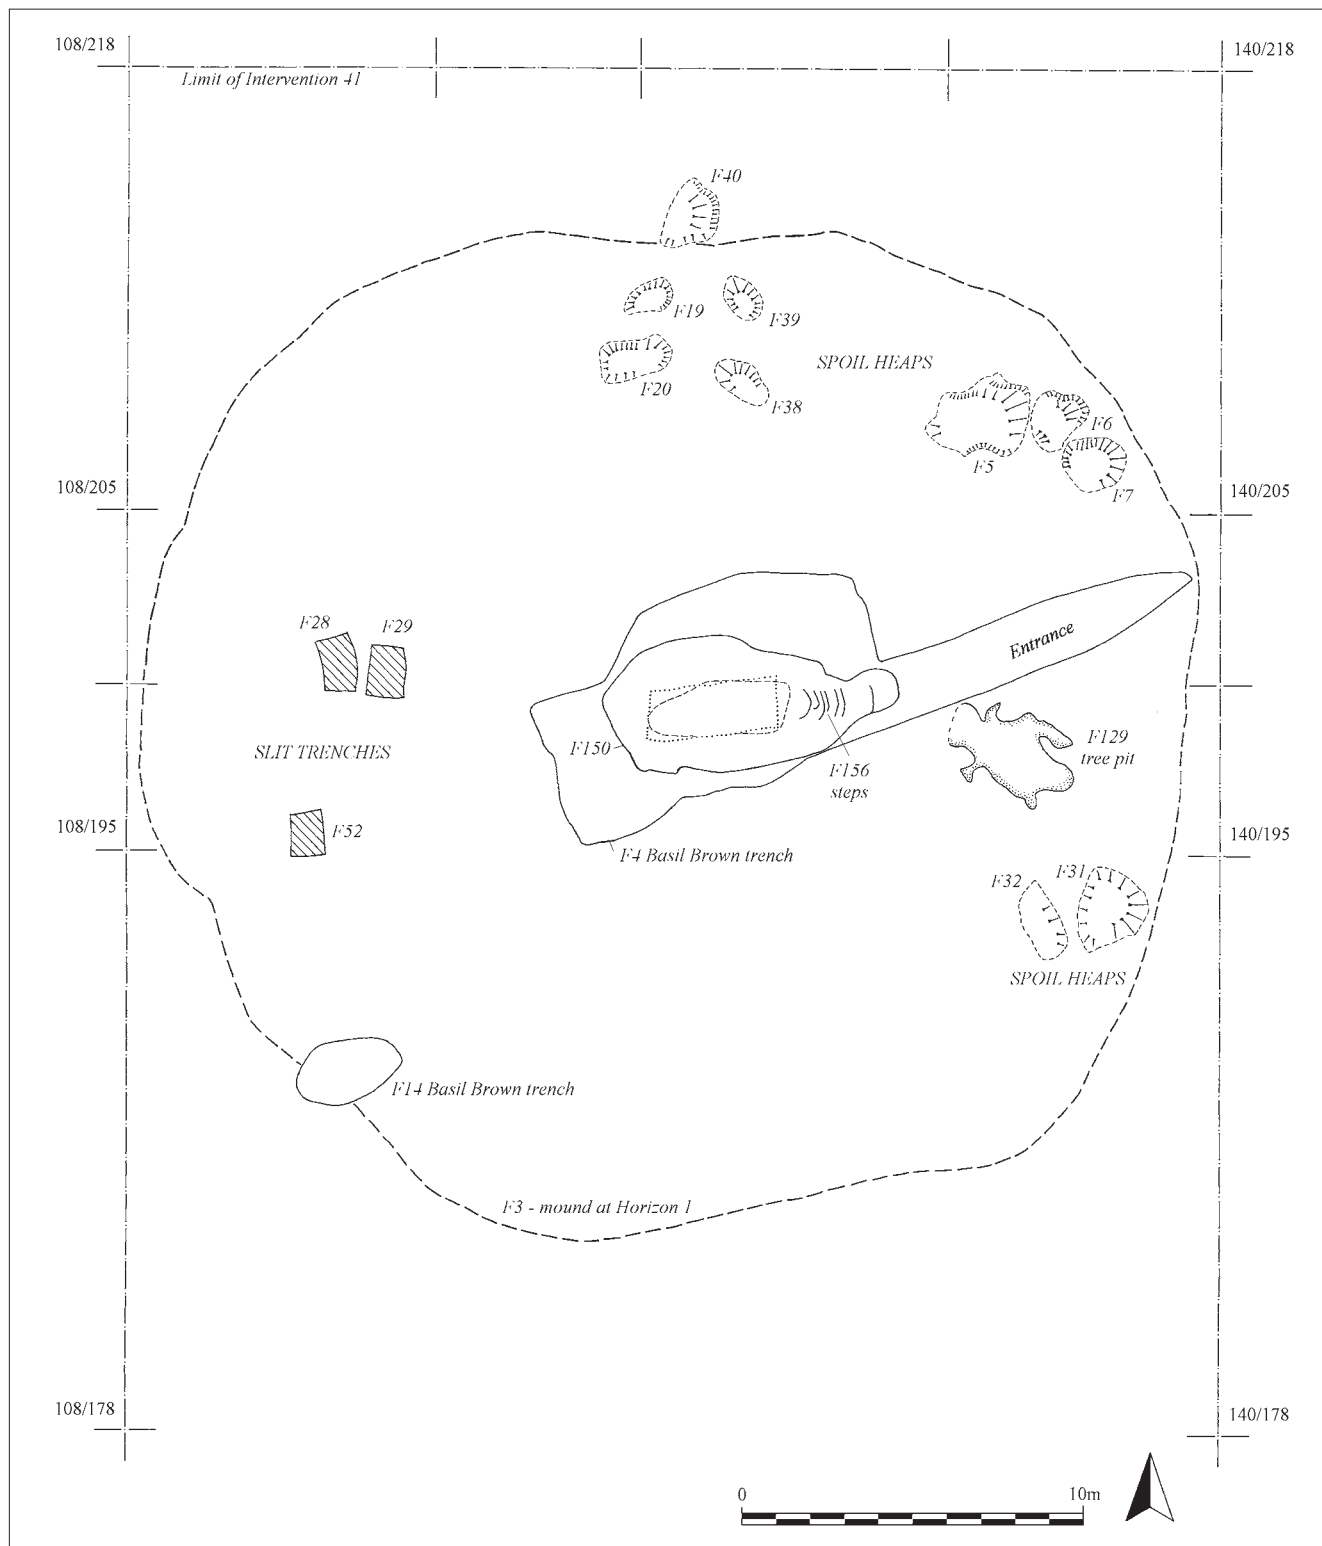 108/218
140/218
Limit of Intervention 41
F40
F19
F39
SPOIL HEAPS
F20
F38
F6
F5
F7
108/205
140/205
F28
F29
Entrance
SLIT TRENCHES
F150
F129
tree pit
F156
steps
108/195
140/195
F52
F4 Basil Brown trench
F32
F31
SPOIL HEAPS
F14 Basil Brown trench
F3 - mound at Horizon 1
108/178
140/178
0
10m